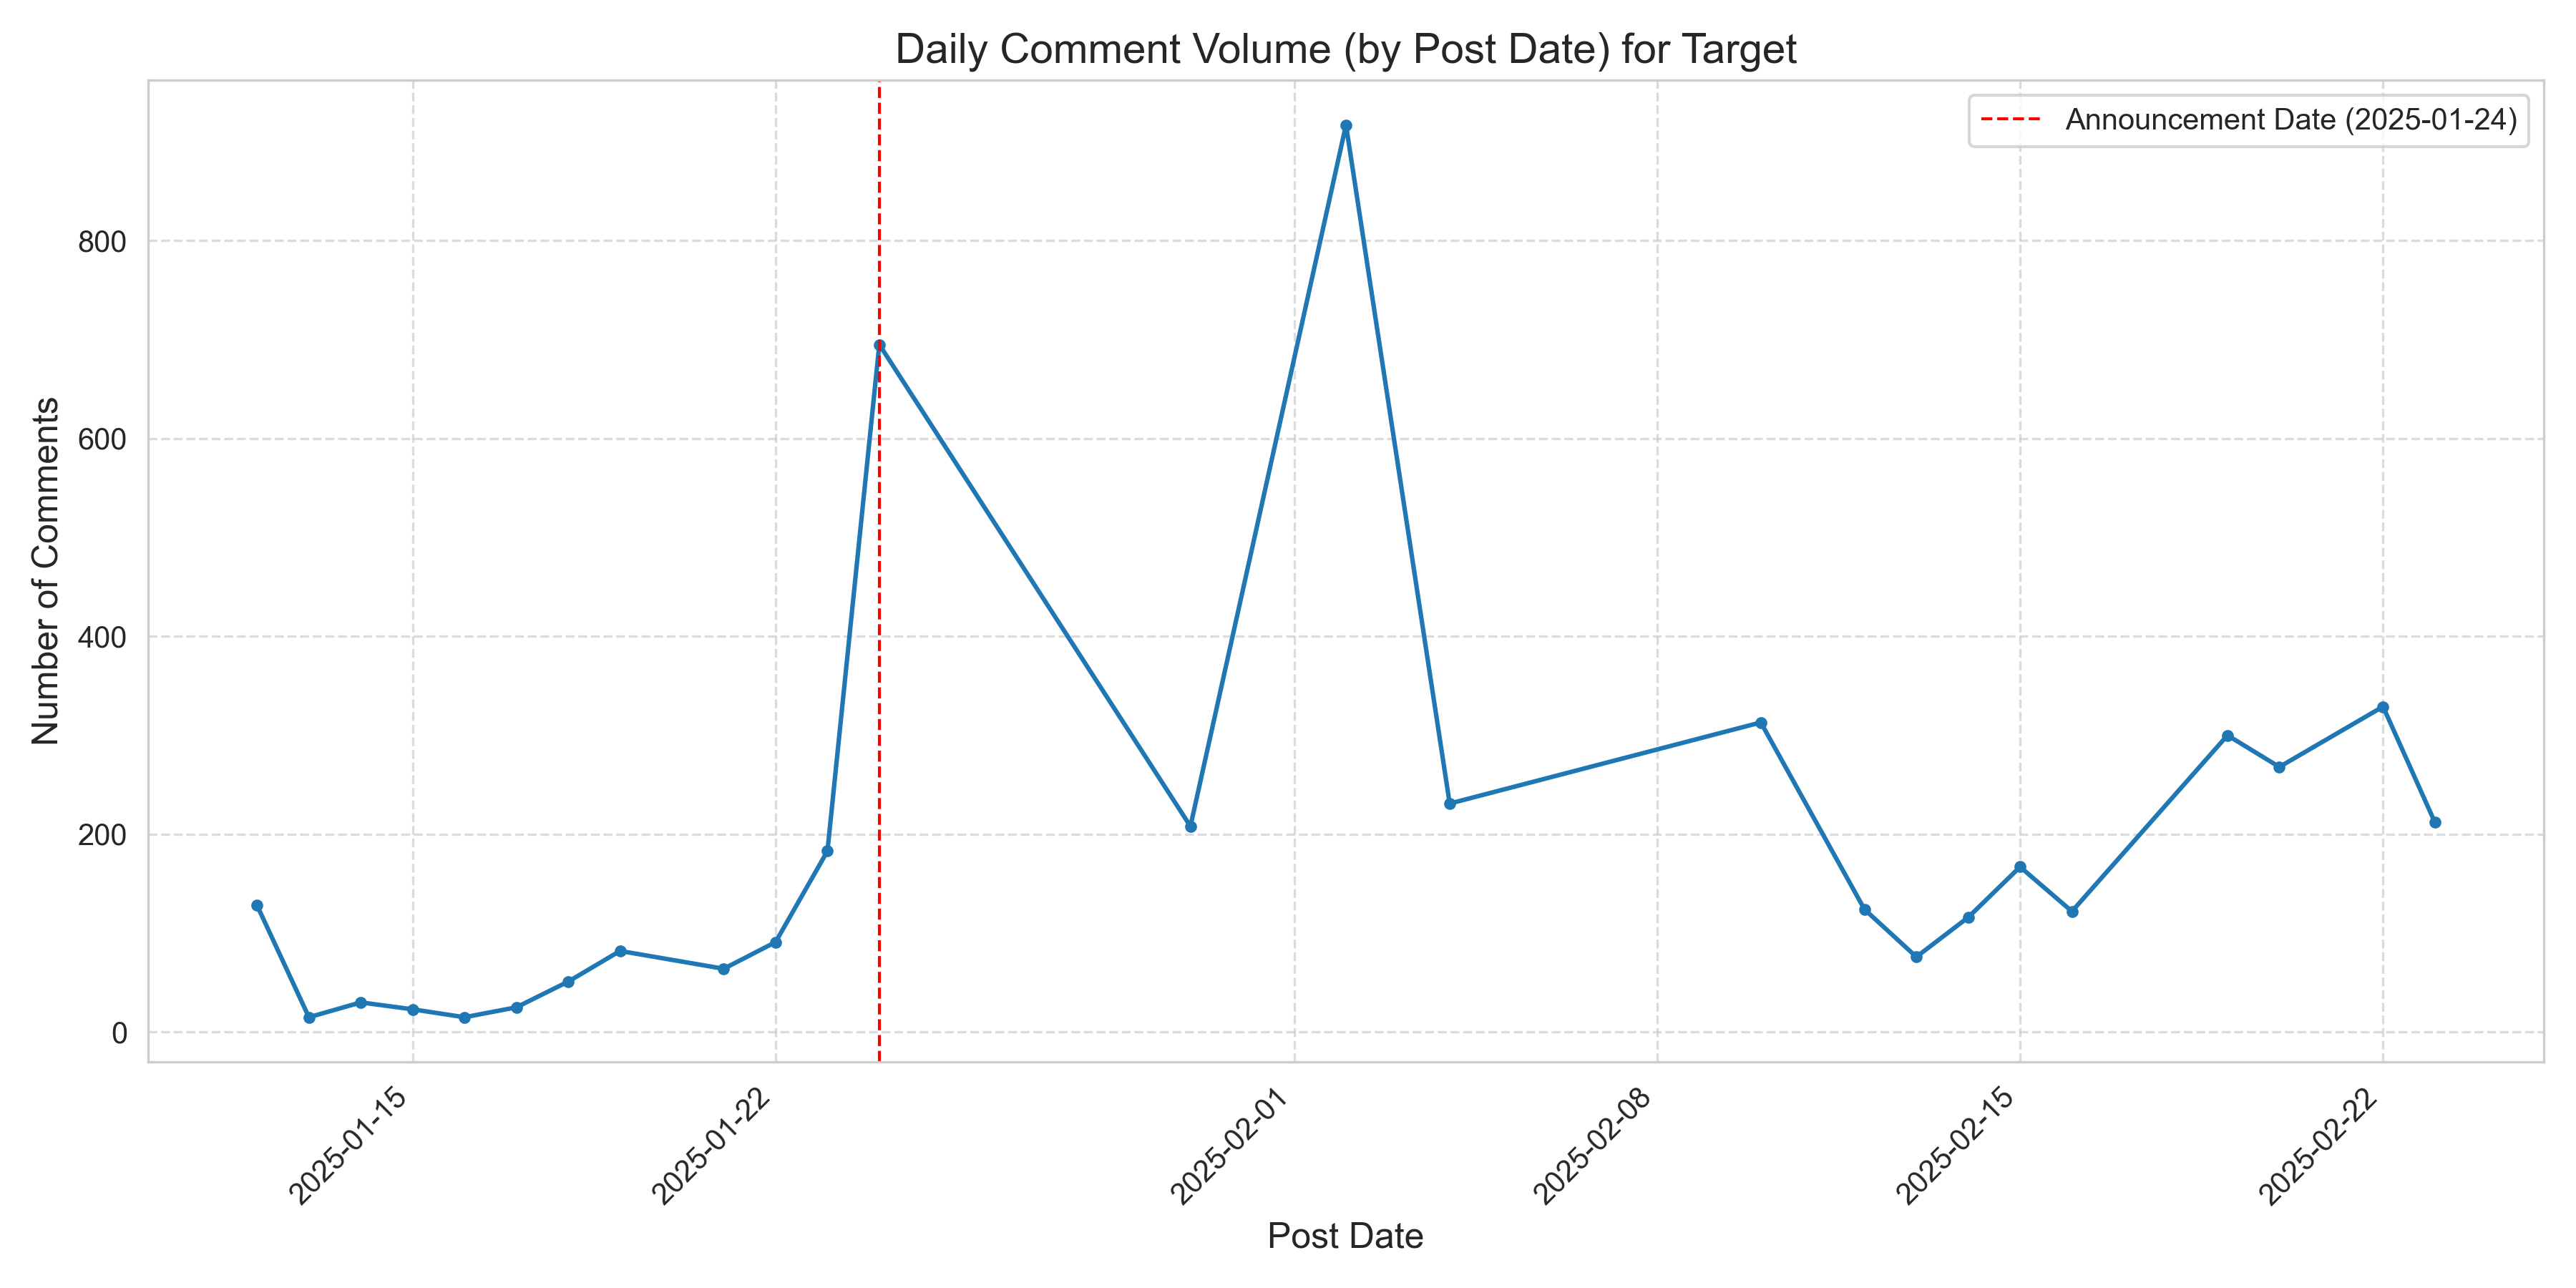 Daily Comment Volume (by Post Date) for Target
Announcement Date (2025-01-24)
Number of Comments
800
600
400
200
0
2025-01-15
2025-01-22
2025-02-01
2025-02-08
2025-02-15
2025-02-22
Post Date